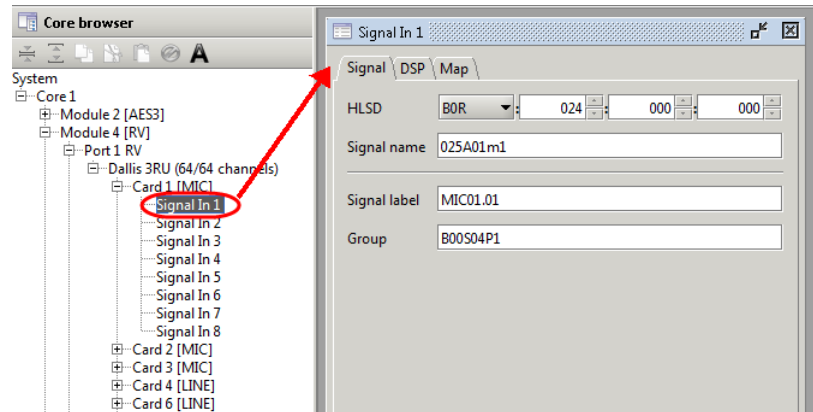 Core browser
A
System
Core 1
Module 2 [AES3]
Module 4 [RV]
Port 1 RV
Dallis 3RU (64/64 channels)
Card 1 [MIC]
Signal In 1
Signal In 2
Signal In 3
Signal In 4
Signal In 5
Signal In 6
Signal In 7
Signal In 8
Card 2 [MIC]
Card 3 [MIC]
Card 4 [LINE]
Card 6 [LINE]
Signal In 1
Signal DSP Map
HLSD B0R : 024 : 000 : 000
Signal name 025A01m1
Signal label MIC01.01
Group B00S04P1